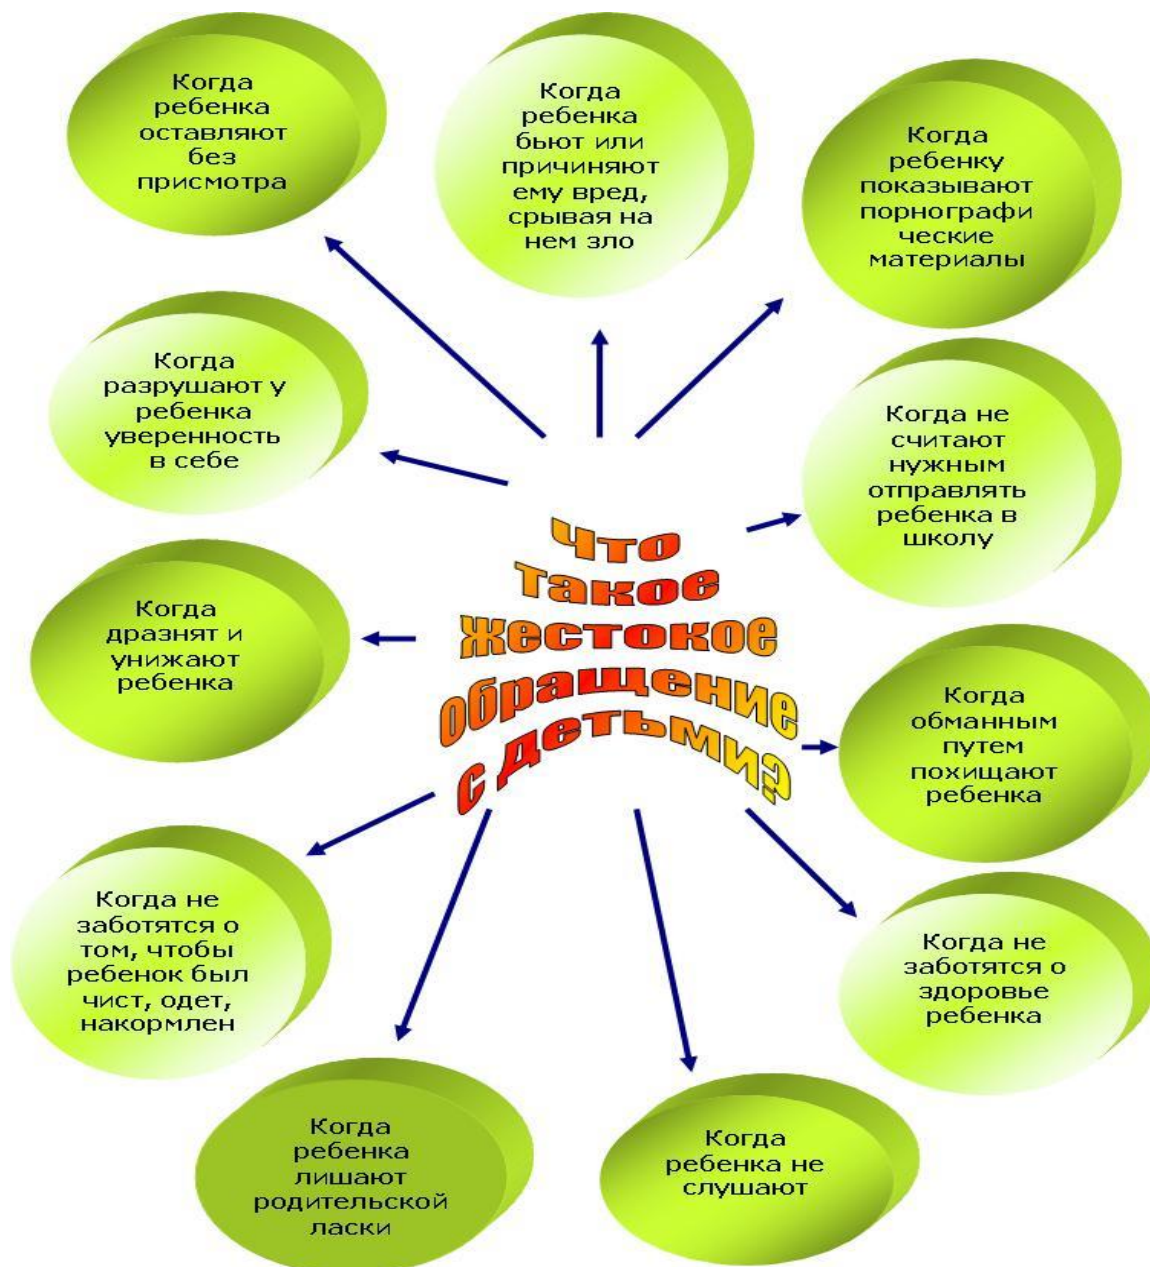 Когда
ребенка
оставляют
без
присмотра
Когда
ребенка
бьют или
причиняют
ему вред,
срывая на
нем зло
Когда
ребенку
показывают
порнографи
ческие
материалы
Когда
разрушают у
ребенка
уверенность
в себе
Когда не
считают
нужным
отправлять
ребенка в
школу
Что
такое
жестокое
обращение
с детьми?
Когда
дразнят и
унижают
ребенка
Когда
обманным
путем
похищают
ребенка
Когда не
заботятся о
том, чтобы
ребенок был
чист, одет,
накормлен
Когда не
заботятся о
здоровье
ребенка
Когда
ребенка
лишают
родительской
ласки
Когда
ребенка не
слушают